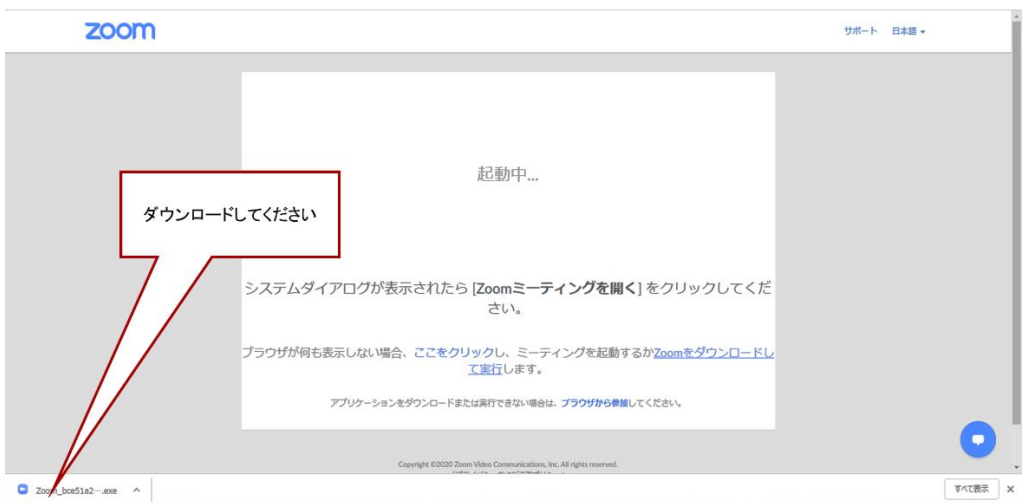 zoom
サポート 日本語
起動中...
ダウンロードしてください
システムダイアログが表示されたら [Zoomミーティングを開く] をクリックしてくだ
さい。
ブラウザが何も表示しない場合、ここをクリックし、ミーティングを起動するかZoomをダウンロードし
て実行します。
アプリケーションをダウンロードまたは実行できない場合は、ブラウザから参加してください。
Copyright ©2020 Zoom Video Communications, Inc. All rights reserved.
Zoom_bce51a2….exe
すべて表示